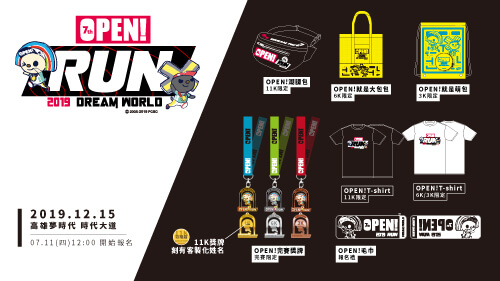 7th OPEN!
RUN
2019 DREAM WORLD
2019.12.15
高雄夢時代 時代大道
07.11(四)12:00 開始報名
OPEN!潮腰包
11K限定
OPEN!就是大包包
6K限定
OPEN!就是萌包
3K限定
11K獎牌
刻有客製化姓名
OPEN!完賽獎牌
完賽限定
OPEN!T-shirt
11K限定
OPEN!T-shirt
6K/3K限定
OPEN!
OPEN!毛巾
報名禮